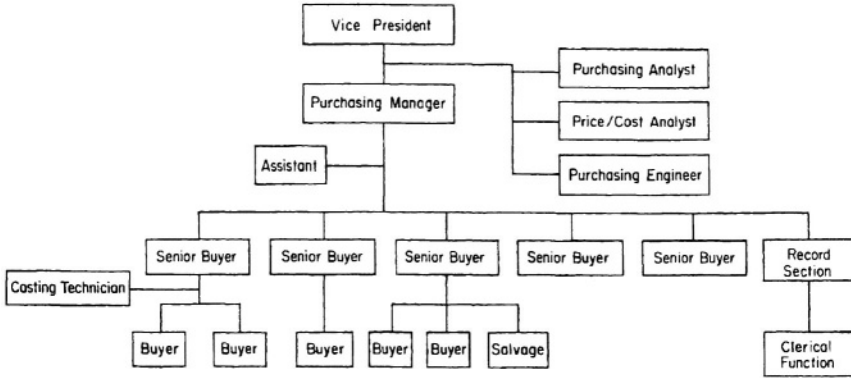 Vice President
Purchasing Analyst
Purchasing Manager
Price/Cost Analyst
Assistant
Purchasing Engineer
Senior Buyer
Senior Buyer
Senior Buyer
Senior Buyer
Senior Buyer
Record
Section
Casting Technician
Buyer
Buyer
Buyer
Buyer
Buyer
Salvage
Clerical
Function